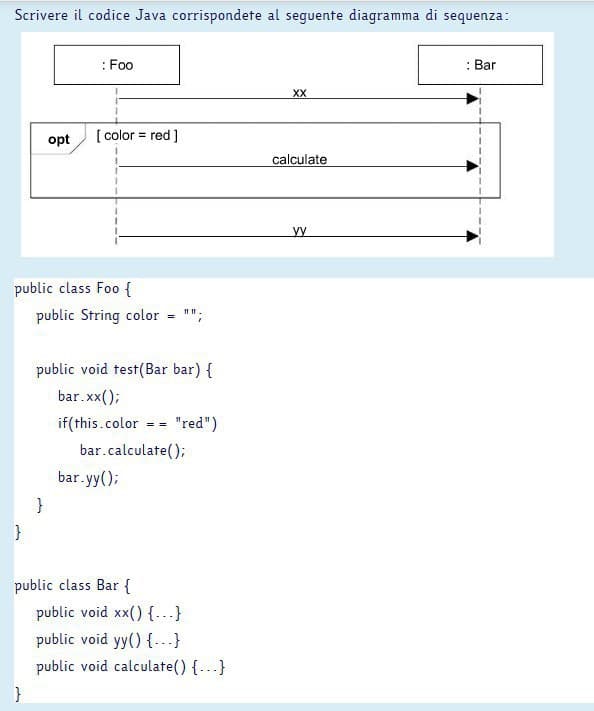 Scrivere il codice Java corrispondete al seguente diagramma di sequenza:
: Foo
: Bar
xx
opt
[ color = red ]
calculate
yy
public class Foo {
public String color = "";
public void test(Bar bar) {
bar.xx();
if(this.color == "red")
bar.calculate();
bar.yy();
}
}
public class Bar {
public void xx() {...}
public void yy() {...}
public void calculate() {...}
}